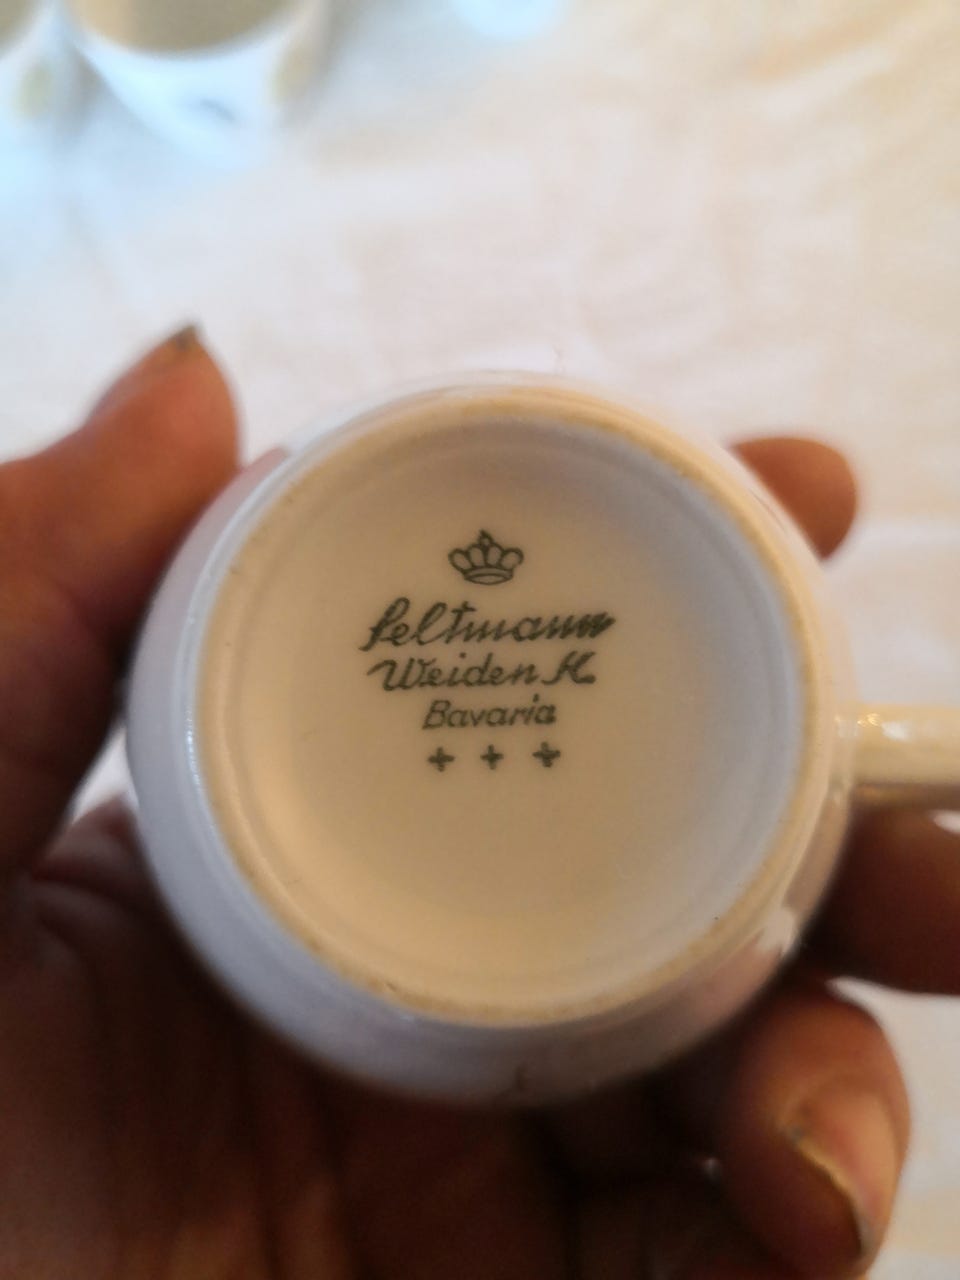 Seltmann
Weiden K.
Bavaria
+ + +